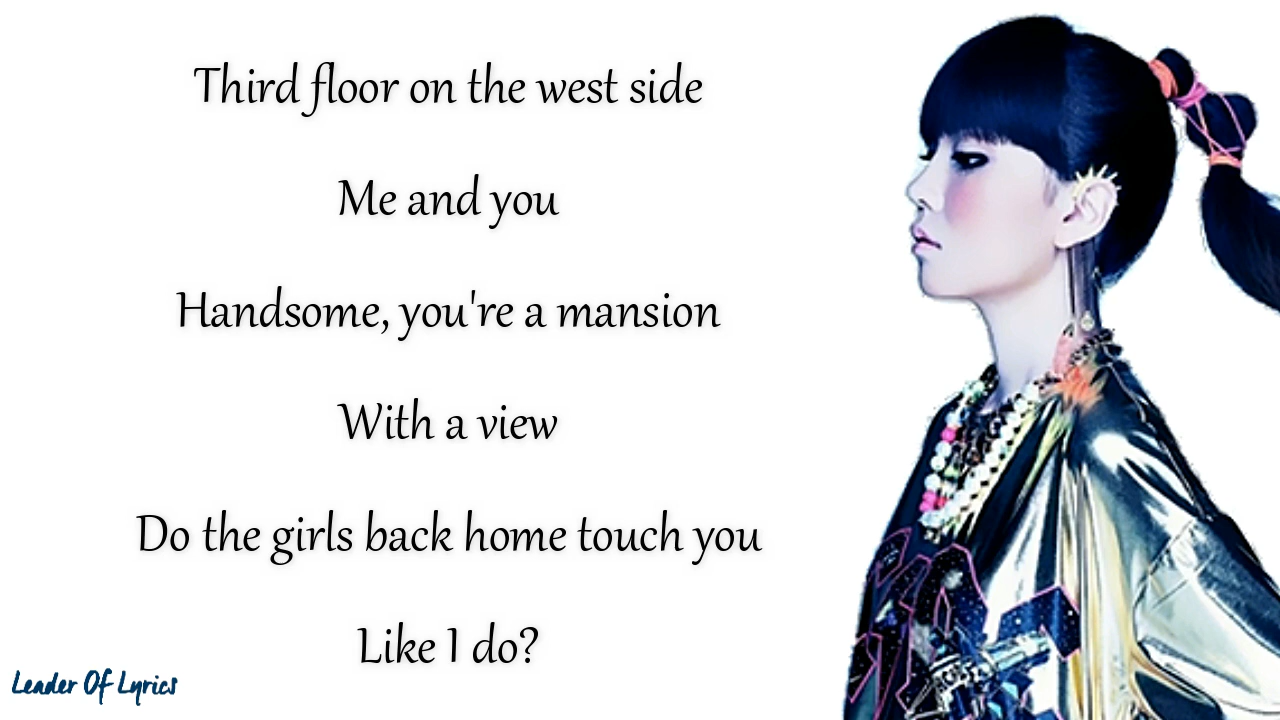 Third floor on the west side
Me and you
Handsome, you're a mansion
With a view
Do the girls back home touch you
Like I do?
Leader Of Lyrics